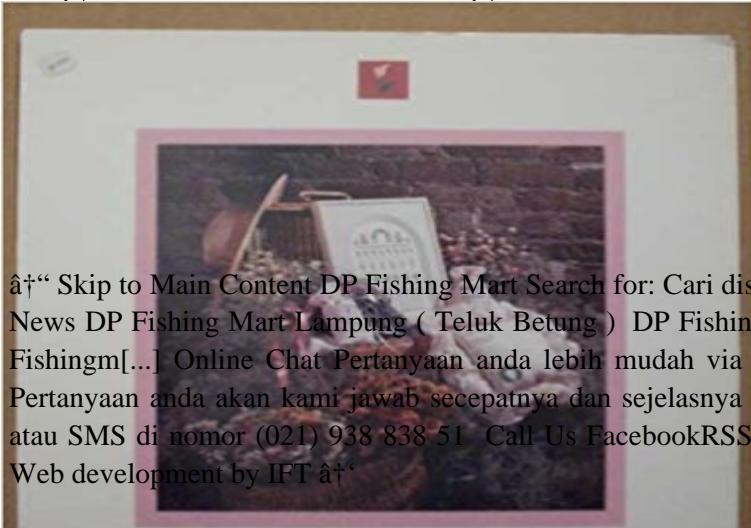 â†“ Skip to Main Content DP Fishing Mart Search for: Cari dis
News DP Fishing Mart Lampung ( Teluk Betung ) DP Fishin
Fishingm[...] Online Chat Pertanyaan anda lebih mudah via
Pertanyaan anda akan kami jawab secepatnya dan sejelasnya
atau SMS di nomor (021) 938 838 51 Call Us FacebookRSS
Web development by IFT â†‘